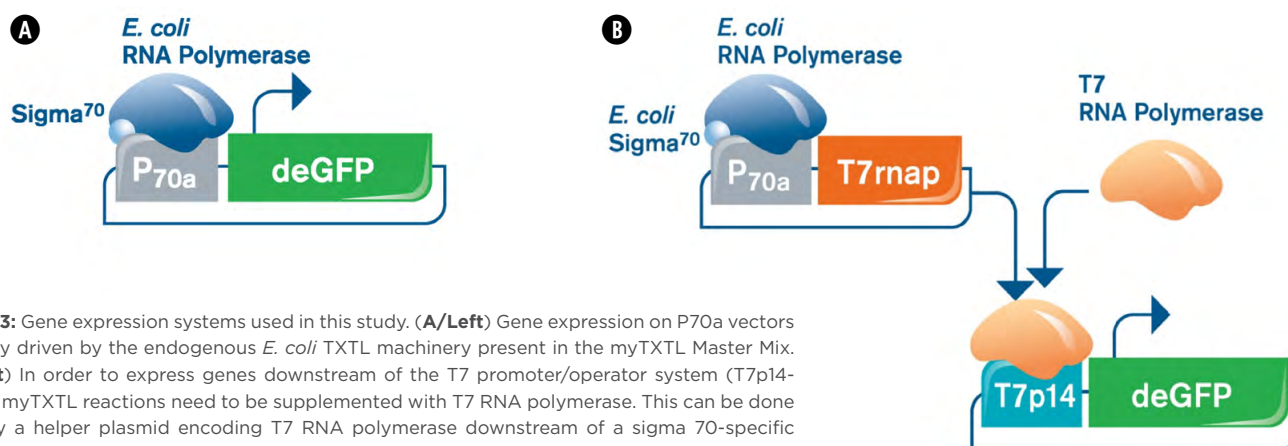 A
E. coli
RNA Polymerase
Sigma70
P70a
deGFP
B
E. coli
RNA Polymerase
E. coli
Sigma70
P70a
T7rnap
T7
RNA Polymerase
T7p14
deGFP
3: Gene expression systems used in this study. (A/Left) Gene expression on P70a vectors
y driven by the endogenous E. coli TXTL machinery present in the myTXTL Master Mix.
t) In order to express genes downstream of the T7 promoter/operator system (T7p14-
myTXTL reactions need to be supplemented with T7 RNA polymerase. This can be done
y a helper plasmid encoding T7 RNA polymerase downstream of a sigma 70-specific